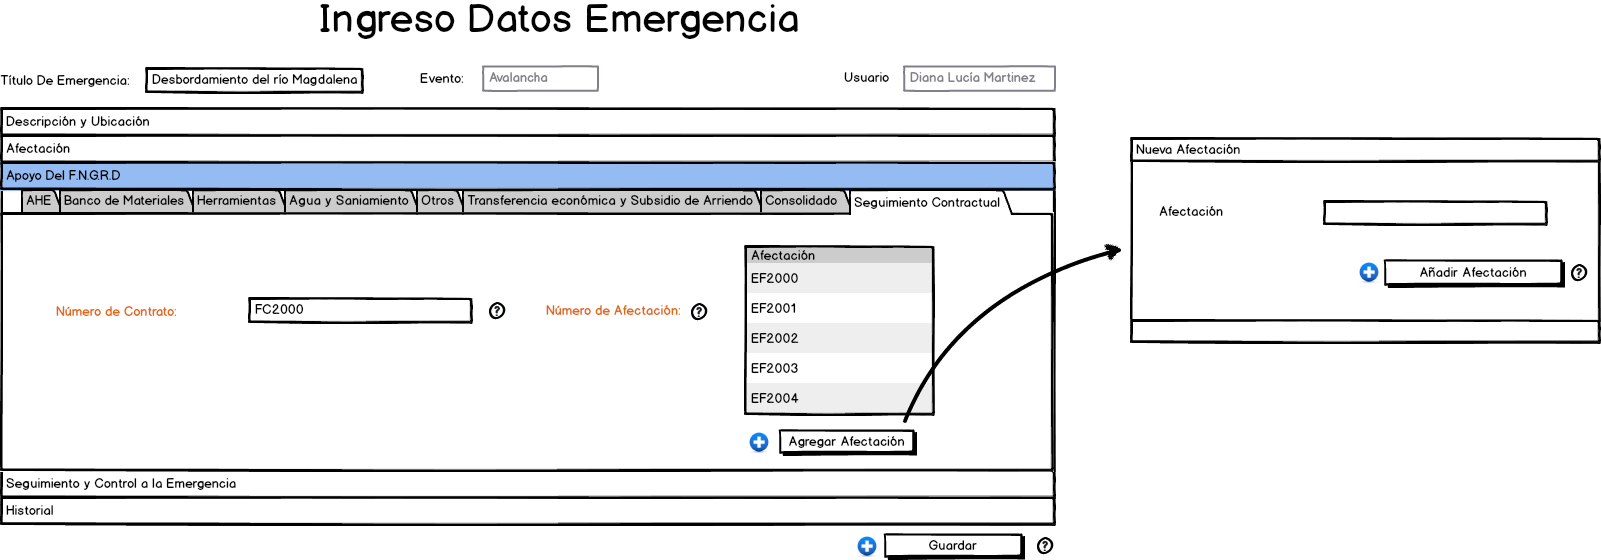 Ingreso Datos Emergencia
Título De Emergencia: Desbordamiento del río Magdalena Evento: Avalancha Usuario Diana Lucía Martinez
Descripción y Ubicación
Afectación
Apoyo Del F.N.G.R.D
AHE Banco de Materiales Herramientas Agua y Saniamiento Otros Transferencia económica y Subsidio de Arriendo Consolidado Seguimiento Contractual
Número de Contrato: FC2000 ? Número de Afectación: ?
Afectación
EF2000
EF2001
EF2002
EF2003
EF2004
Agregar Afectación
Seguimiento y Control a la Emergencia
Historial
Guardar ?
Nueva Afectación
Afectación
Añadir Afectación ?